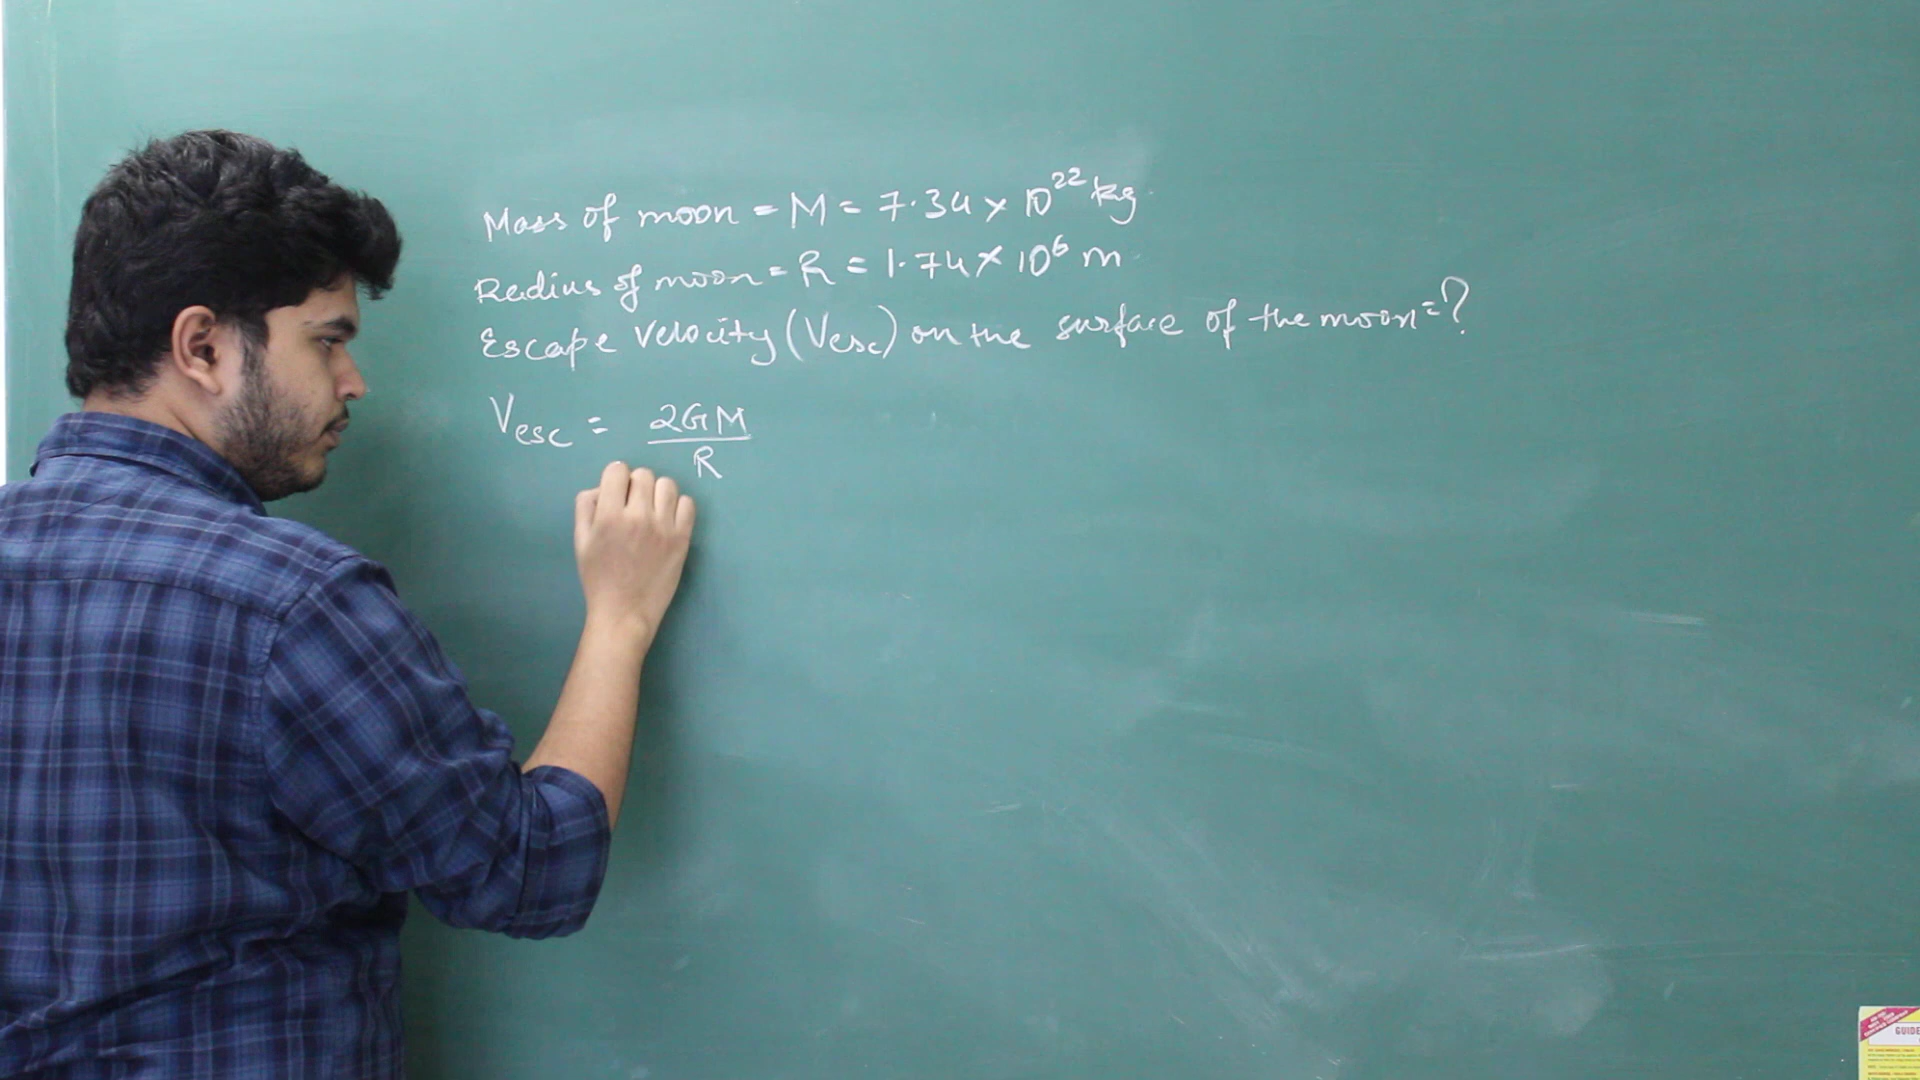 Mass of moon = M = 7.34 × 10²² kg
Radius of moon = R = 1.74 × 10⁶ m
Escape velocity (Vesc) on the surface of the moon = ?
Vesc = 2GM
R
GUIDE